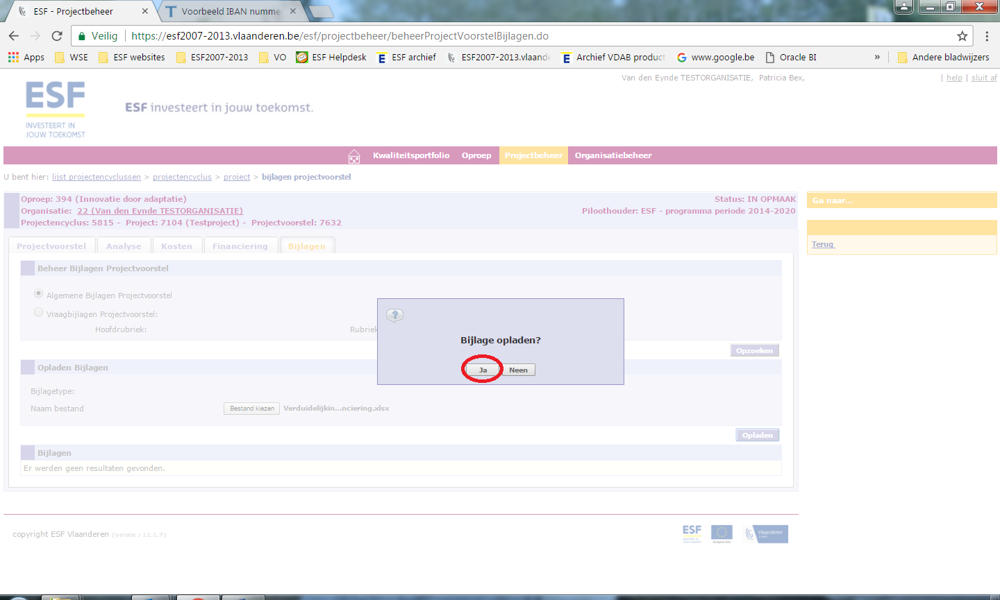 ESF - Projectbeheer
Voorbeeld IBAN numme
Veilig https://esf2007-2013.vlaanderen.be/esf/projectbeheer/beheerProjectVoorstelBijlagen.do
Apps WSE ESF websites ESF2007-2013 VO ESF Helpdesk ESF archief ESF2007-2013.vlaande Archief VDAB product www.google.be Oracle BI » Andere bladwijzers
Van den Eynde TESTORGANISATIE, Patricia Bex, | help | sluit af
ESF
INVESTEERT IN
JOUW TOEKOMST
ESF investeert in jouw toekomst.
Kwaliteitsportfolio Oproep Projectbeheer Organisatiebeheer
U bent hier: lijst projectencyclussen > projectencyclus > project > bijlagen projectvoorstel
Oproep: 394 (Innovatie door adaptatie) Status: IN OPMAAK
Organisatie: 22 (Van den Eynde TESTORGANISATIE) Piloothouder: ESF - programma periode 2014-2020
Projectencyclus: 5815 - Project: 7104 (Testproject) - Projectvoorstel: 7632
Ga naar...
Terug
Projectvoorstel Analyse Kosten Financiering Bijlagen
Beheer Bijlagen Projectvoorstel
Algemene Bijlagen Projectvoorstel
Vraagbijlagen Projectvoorstel:
Hoofdrubriek: Rubriek
Bijlage opladen?
Ja Neen
Opzoeken
Opladen Bijlagen
Bijlagetype:
Naam bestand Bestand kiezen Verduidelijkin...nciering.xlsx
Opladen
Bijlagen
Er werden geen resultaten gevonden.
copyright ESF Vlaanderen (versie : 11.1.7)
ESF
Vlaanderen